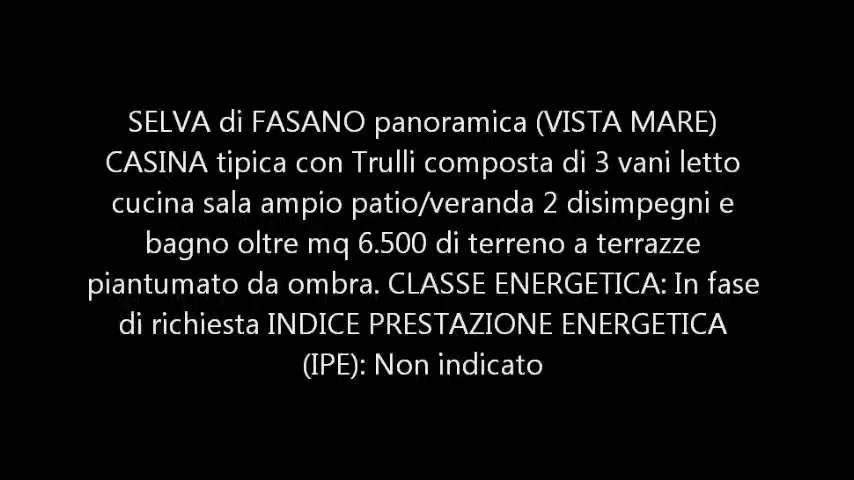 SELVA di FASANO panoramica (VISTA MARE)
CASINA tipica con Trulli composta di 3 vani letto
cucina sala ampio patio/veranda 2 disimpegni e
bagno oltre mq 6.500 di terreno a terrazze
piantumato da ombra. CLASSE ENERGETICA: In fase
di richiesta INDICE PRESTAZIONE ENERGETICA
(IPE): Non indicato